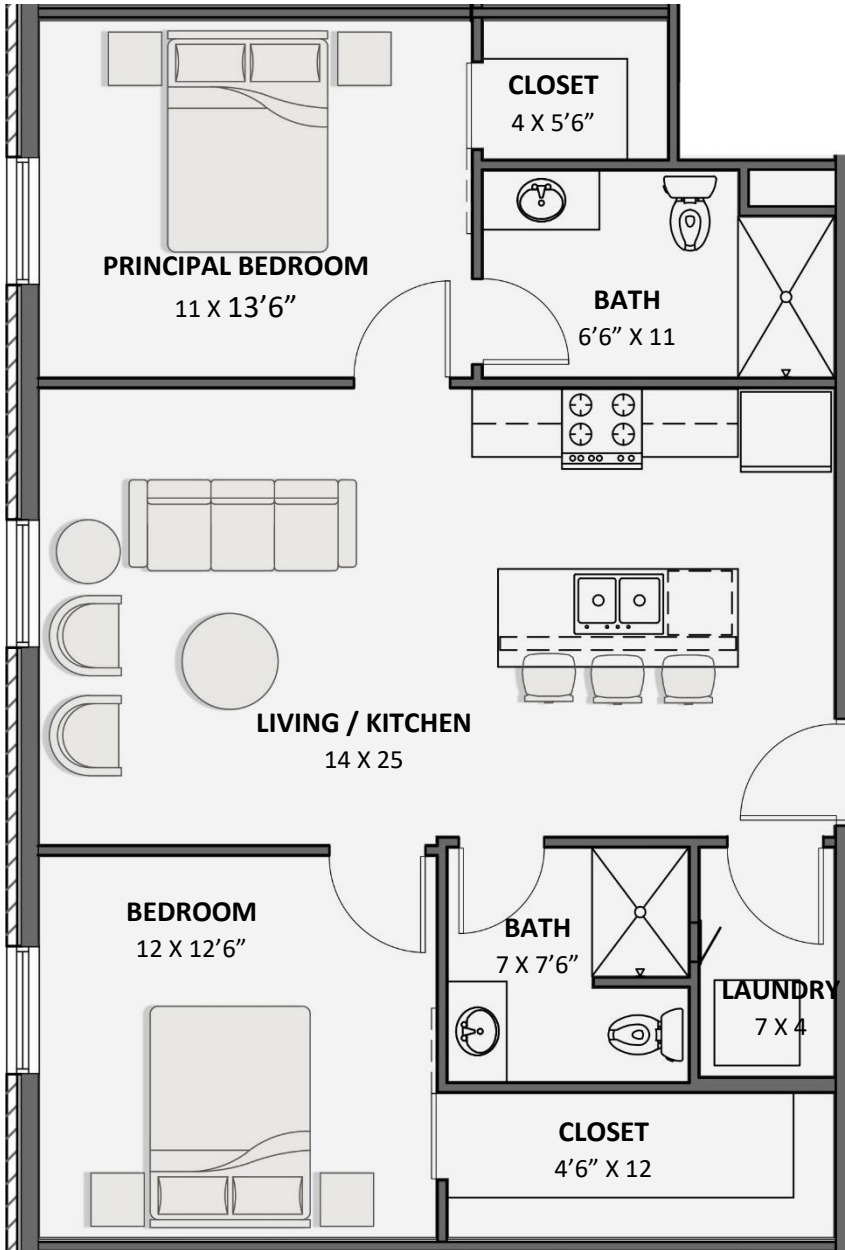 CLOSET
4 X 5’6”
PRINCIPAL BEDROOM
11 X 13’6”
BATH
6’6” X 11
LIVING / KITCHEN
14 X 25
BEDROOM
12 X 12’6”
BATH
7 X 7’6”
LAUNDRY
7 X 4
CLOSET
4’6” X 12